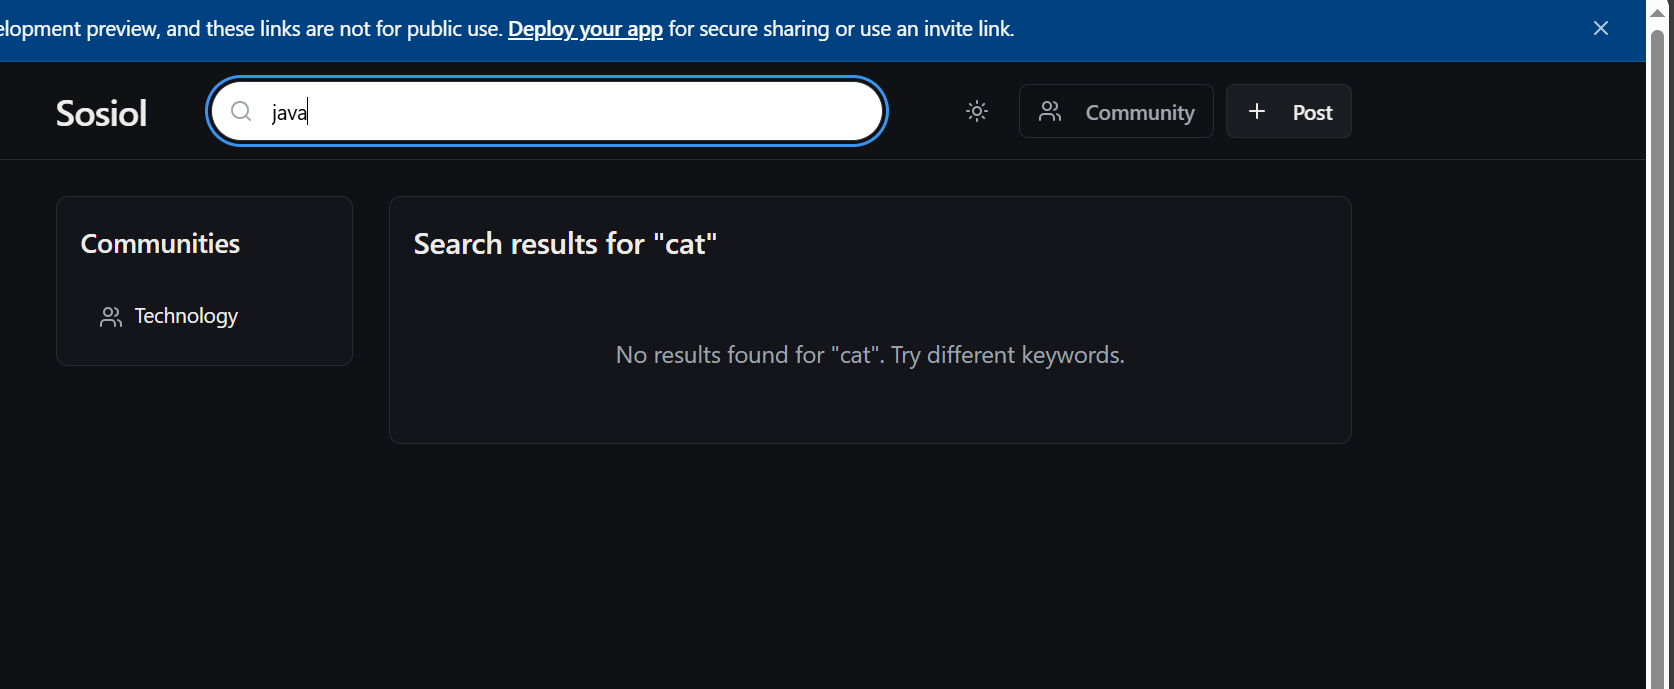 elopment preview, and these links are not for public use. Deploy your app for secure sharing or use an invite link.
Sosiol
java
Community
Post
Communities
Technology
Search results for "cat"
No results found for "cat". Try different keywords.